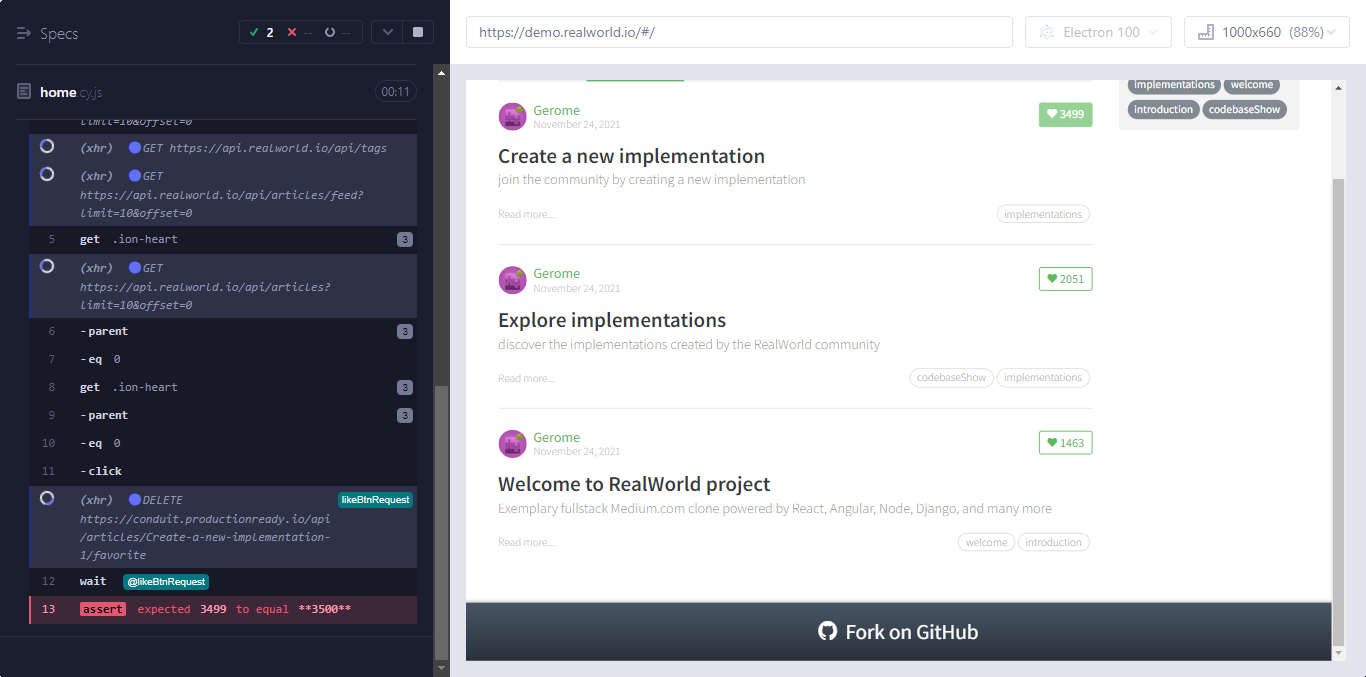 Specs
2 -- --
home.cy.js
00:11
limit=10&offset=0
(xhr) GET https://api.realworld.io/api/tags
(xhr) GET
https://api.realworld.io/api/articles/feed?
limit=10&offset=0
5 get .ion-heart 3
(xhr) GET
https://api.realworld.io/api/articles?
limit=10&offset=0
6 -parent 3
7 -eq 0
8 get .ion-heart 3
9 -parent 3
10 -eq 0
11 -click
(xhr) DELETE likeBtnRequest
https://conduit.productionready.io/api
/articles/Create-a-new-implementation-
1/favorite
12 wait @likeBtnRequest
13 assert expected 3499 to equal **3500**
https://demo.realworld.io/#/
Electron 100
1000x660 (88%)
implementations welcome
introduction codebaseShow
Gerome
November 24, 2021
3499
Create a new implementation
join the community by creating a new implementation
Read more...
implementations
Gerome
November 24, 2021
2051
Explore implementations
discover the implementations created by the RealWorld community
Read more...
codebaseShow implementations
Gerome
November 24, 2021
1463
Welcome to RealWorld project
Exemplary fullstack Medium.com clone powered by React, Angular, Node, Django, and many more
Read more...
welcome introduction
Fork on GitHub